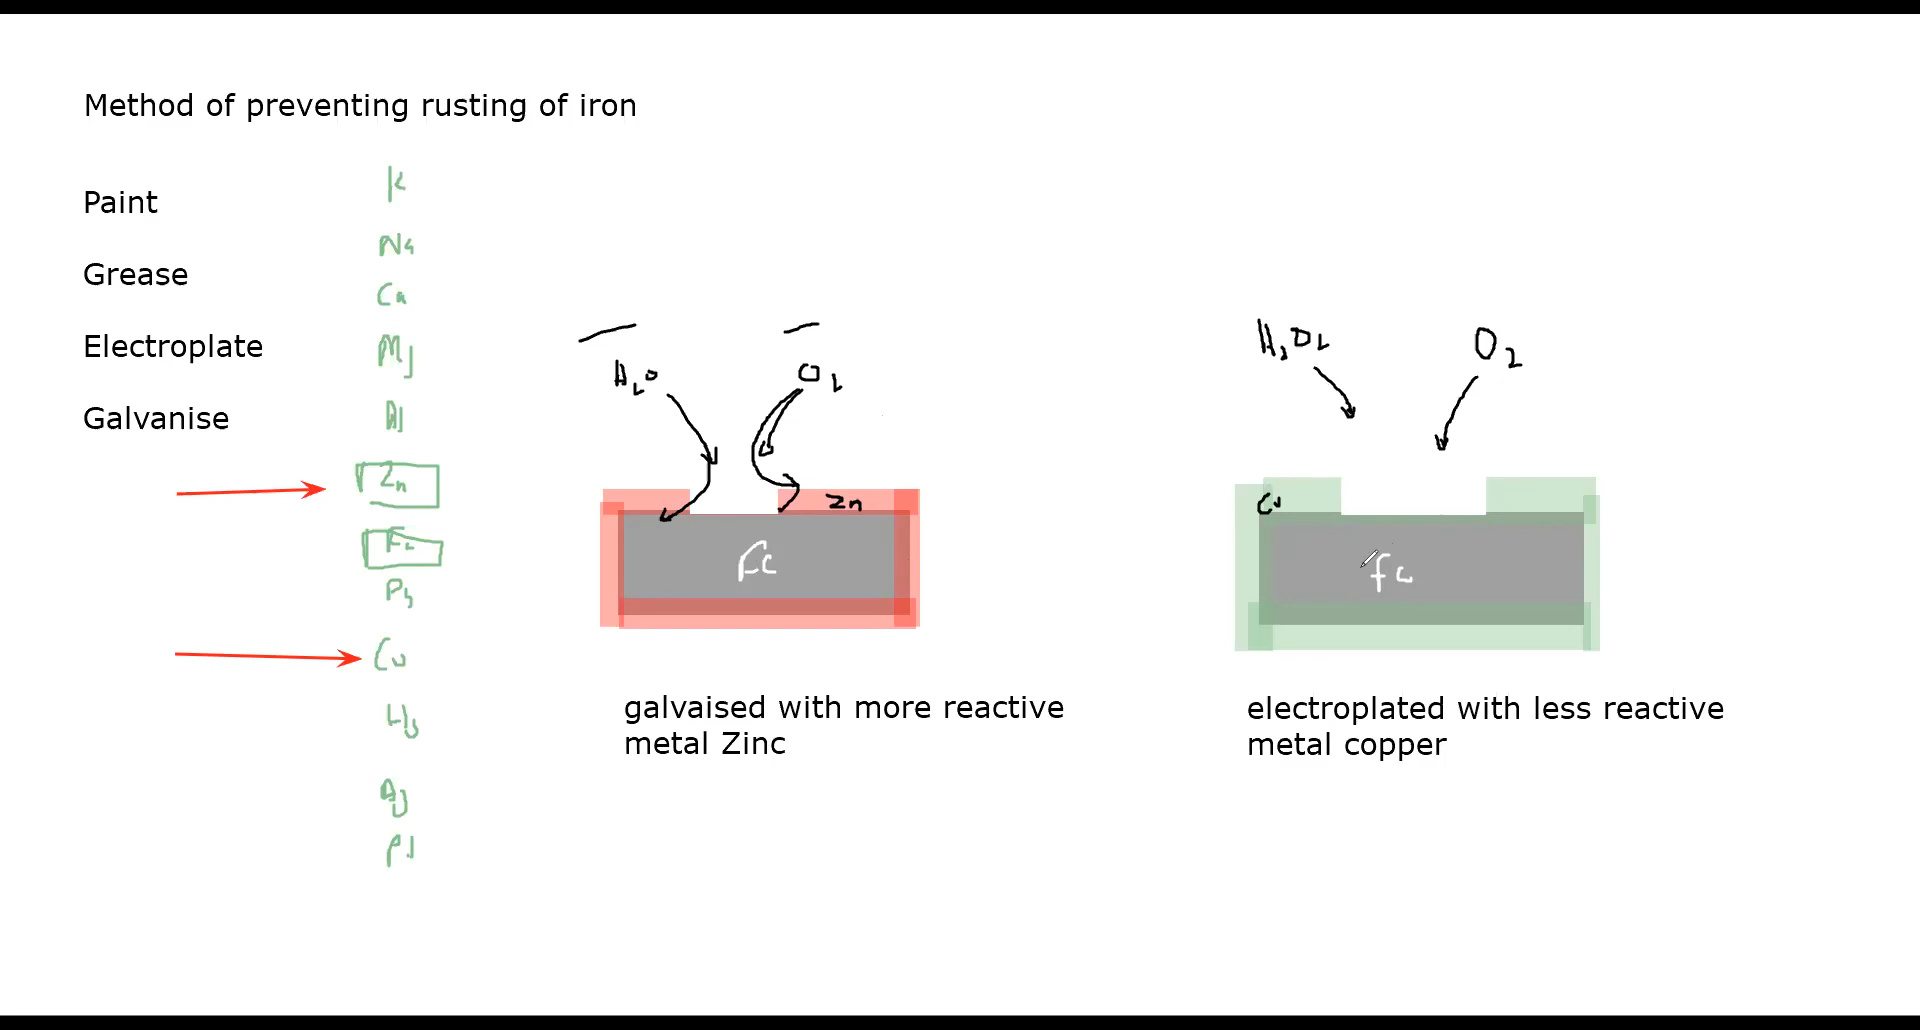 Method of preventing rusting of iron
Paint
Grease
Electroplate
Galvanise
K
Na
Ca
Mg
Al
Zn
Fe
Pb
Cu
Hg
Ag
Pt
H₂O
O₂
Zn
Fe
galvaised with more reactive
metal Zinc
H₂O₂
O₂
Cu
fe
electroplated with less reactive
metal copper